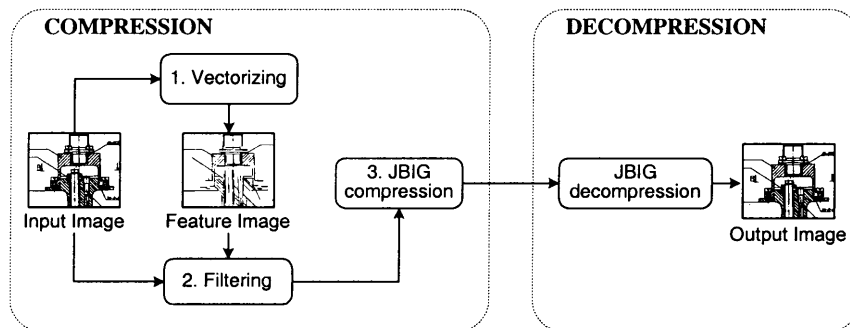 COMPRESSION
1. Vectorizing
Input Image
Feature Image
2. Filtering
3. JBIG
compression
DECOMPRESSION
JBIG
decompression
Output Image